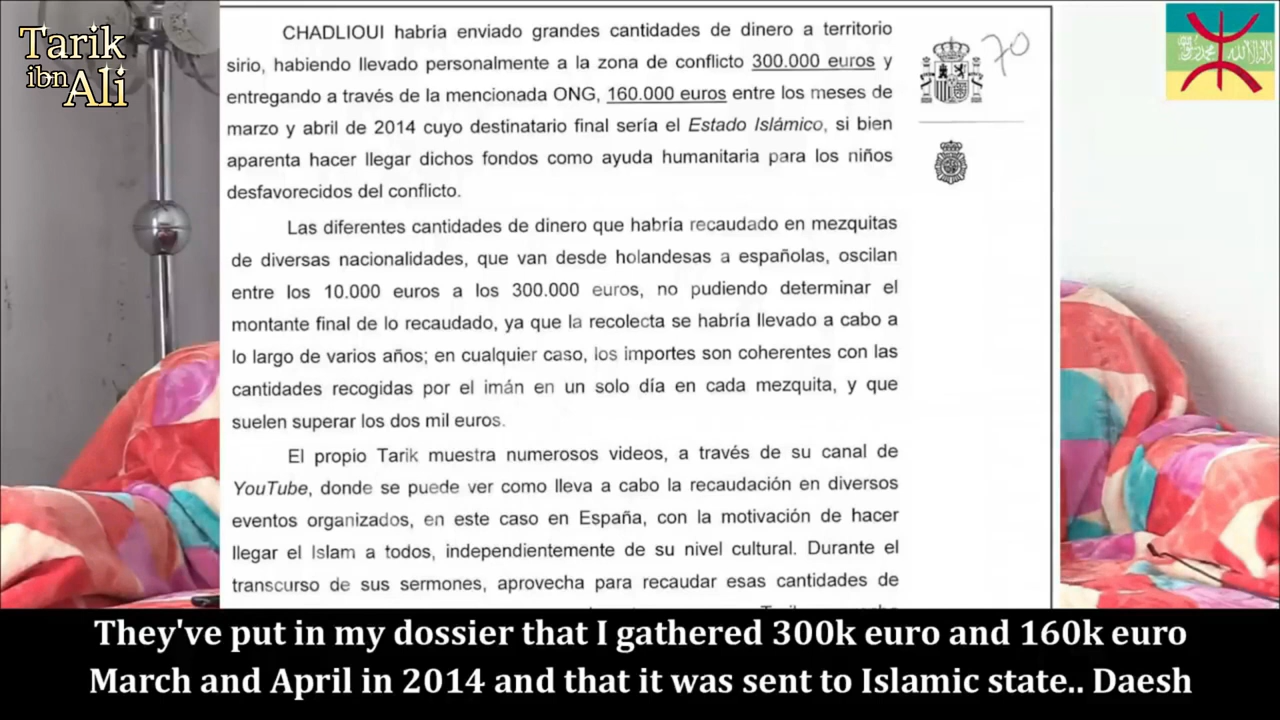 Tarik
ibn
Ali
70
CHADLIOUI habría enviado grandes cantidades de dinero a territorio
sirio, habiendo llevado personalmente a la zona de conflicto 300.000 euros y
entregando a través de la mencionada ONG, 160.000 euros entre los meses de
marzo y abril de 2014 cuyo destinatario final sería el Estado Islámico, si bien
aparenta hacer llegar dichos fondos como ayuda humanitaria para los niños
desfavorecidos del conflicto.
Las diferentes cantidades de dinero que habría recaudado en mezquitas
de diversas nacionalidades, que van desde holandesas a españolas, oscilan
entre los 10.000 euros a los 300.000 euros, no pudiendo determinar el
montante final de lo recaudado, ya que la recolecta se habría llevado a cabo a
lo largo de varios años; en cualquier caso, los importes son coherentes con las
cantidades recogidas por el imán en un solo día en cada mezquita, y que
suelen superar los dos mil euros.
El propio Tarik muestra numerosos videos, a través de su canal de
YouTube, donde se puede ver como lleva a cabo la recaudación en diversos
eventos organizados, en este caso en España, con la motivación de hacer
llegar el Islam a todos, independientemente de su nivel cultural. Durante el
transcurso de sus sermones, aprovecha para recaudar esas cantidades de
They've put in my dossier that I gathered 300k euro and 160k euro
March and April in 2014 and that it was sent to Islamic state.. Daesh